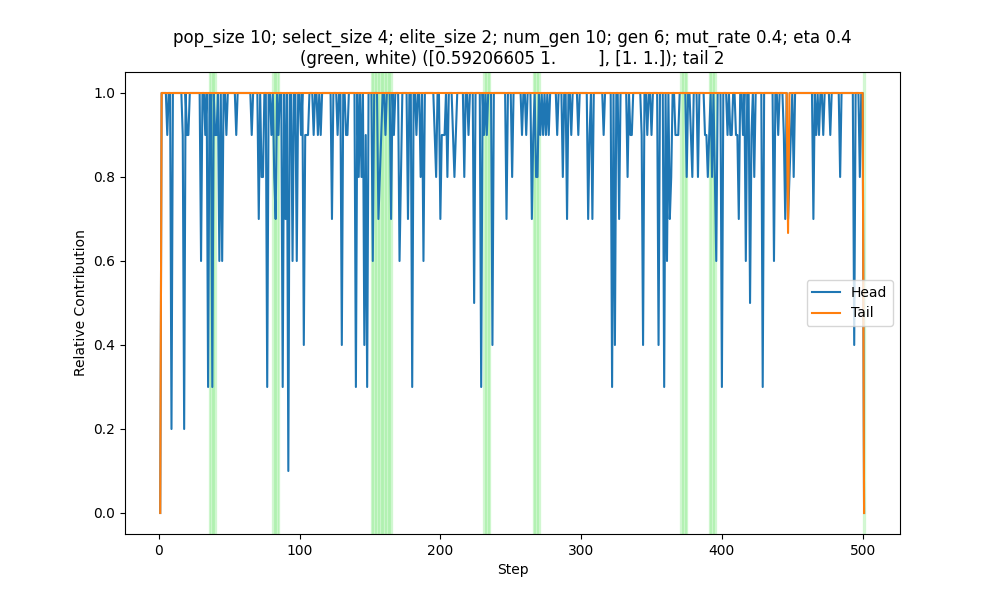 pop_size 10; select_size 4; elite_size 2; num_gen 10; gen 6; mut_rate 0.4; eta 0.4
(green, white) ([0.59206605 1.        ], [1. 1.]); tail 2
1.0
0.8
0.6
0.4
0.2
0.0
Relative Contribution
Head
Tail
0
100
200
300
400
500
Step